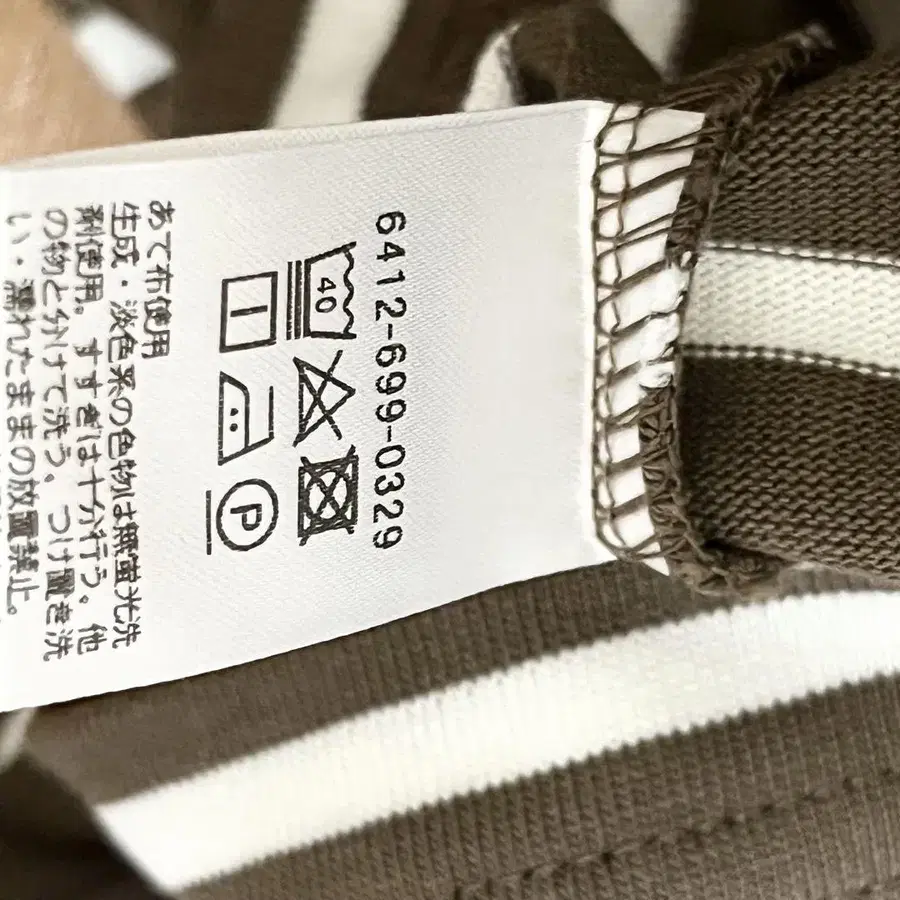 6412-699-0329
40
P
あて布使用
生成・淡色系の色物は無蛍光洗
剤使用。すすぎは十分行う。他
の物と分けて洗う。つけ置き洗
い・濡れたままの放置禁止。